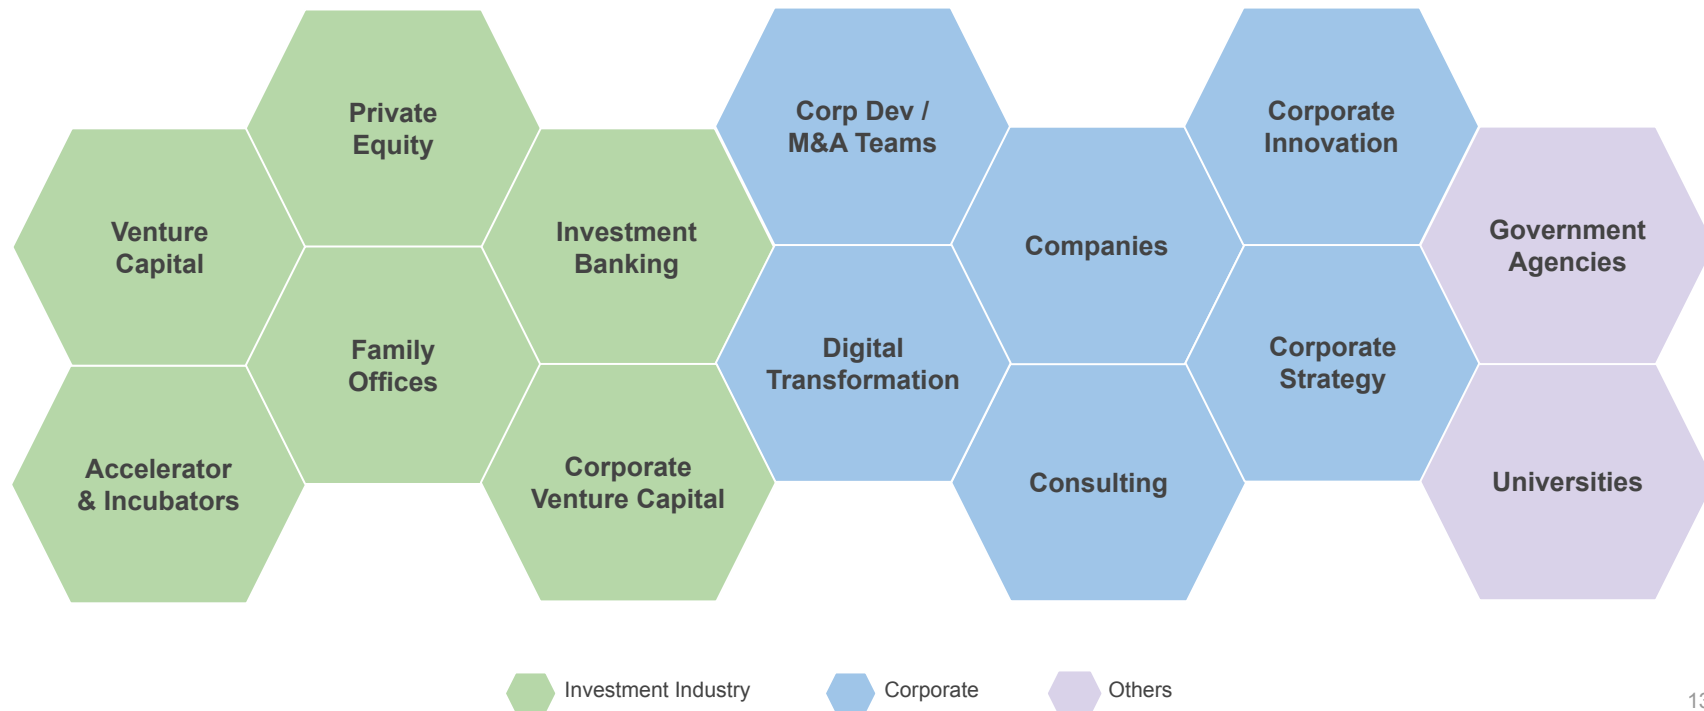 Private
Equity
Corp Dev /
M&A Teams
Corporate
Innovation
Venture
Capital
Investment
Banking
Companies
Government
Agencies
Family
Offices
Digital
Transformation
Corporate
Strategy
Accelerator
& Incubators
Corporate
Venture Capital
Consulting
Universities
Investment Industry
Corporate
Others